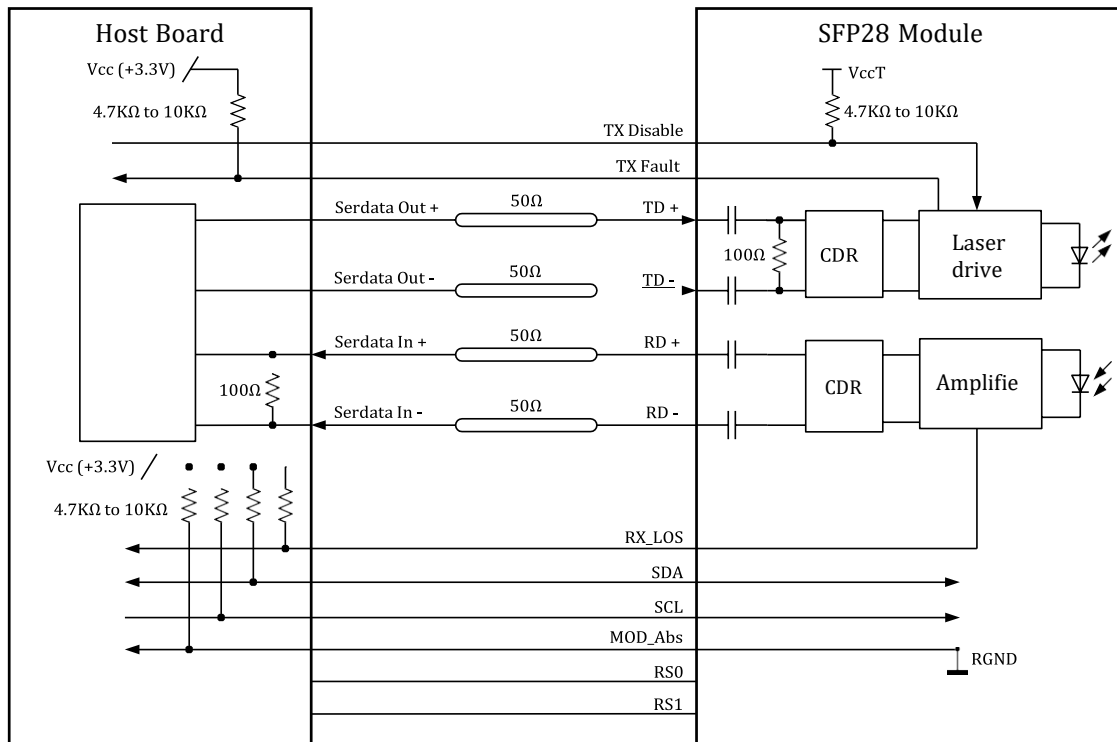 Host Board
SFP28 Module
Vcc (+3.3V)
VccT
4.7KΩ to 10KΩ
4.7KΩ to 10KΩ
TX Disable
TX Fault
Serdata Out +
50Ω
TD +
100Ω
CDR
Laser
drive
Serdata Out -
50Ω
TD -
Serdata In +
50Ω
RD +
100Ω
CDR
Amplifie
Serdata In -
50Ω
RD -
Vcc (+3.3V)
4.7KΩ to 10KΩ
RX_LOS
SDA
SCL
MOD_Abs
RGND
RS0
RS1